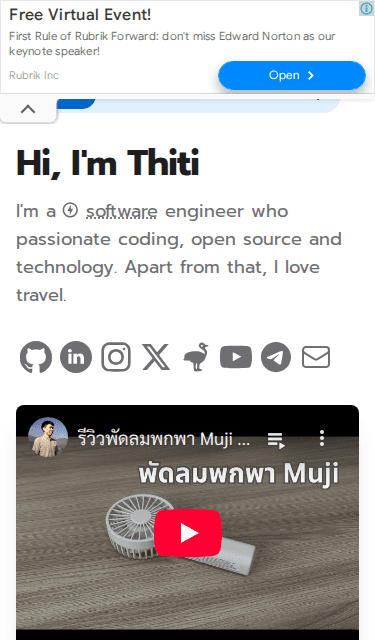 Free Virtual Event!
First Rule of Rubrik Forward: don't miss Edward Norton as our
keynote speaker!
Rubrik Inc
Open
Hi, I'm Thiti
I'm a software engineer who
passionate coding, open source and
technology. Apart from that, I love
travel.
in
รีวิวพัดลมพกพา Muji ...
พัดลมพกพา Muji